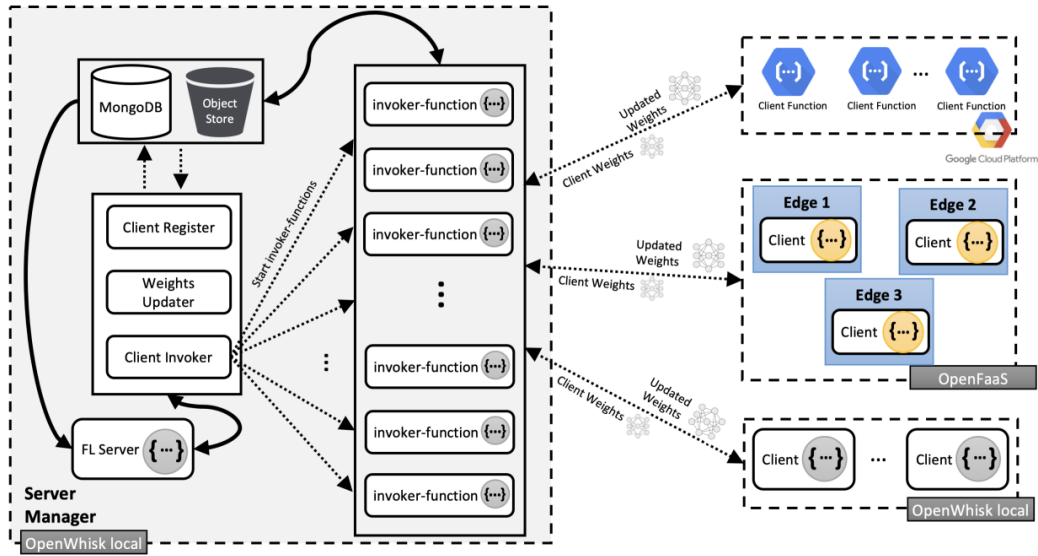 MongoDB
Object
Store
Client Register
Weights
Updater
Client Invoker
FL Server {···}
Server
Manager
OpenWhisk local
Start Invoker-functions
...
invoker-function {···}
invoker-function {···}
invoker-function {···}
...
invoker-function {···}
invoker-function {···}
invoker-function {···}
Updated
Weights
Client Weights
Updated
Weights
Client Weights
Updated
Weights
Client Weights
{···} {···} ... {···}
Client Function Client Function Client Function
Google Cloud Platform
Edge 1
Client {···}
Edge 2
Client {···}
Edge 3
Client {···}
OpenFaaS
Client {···} ... Client {···}
OpenWhisk local